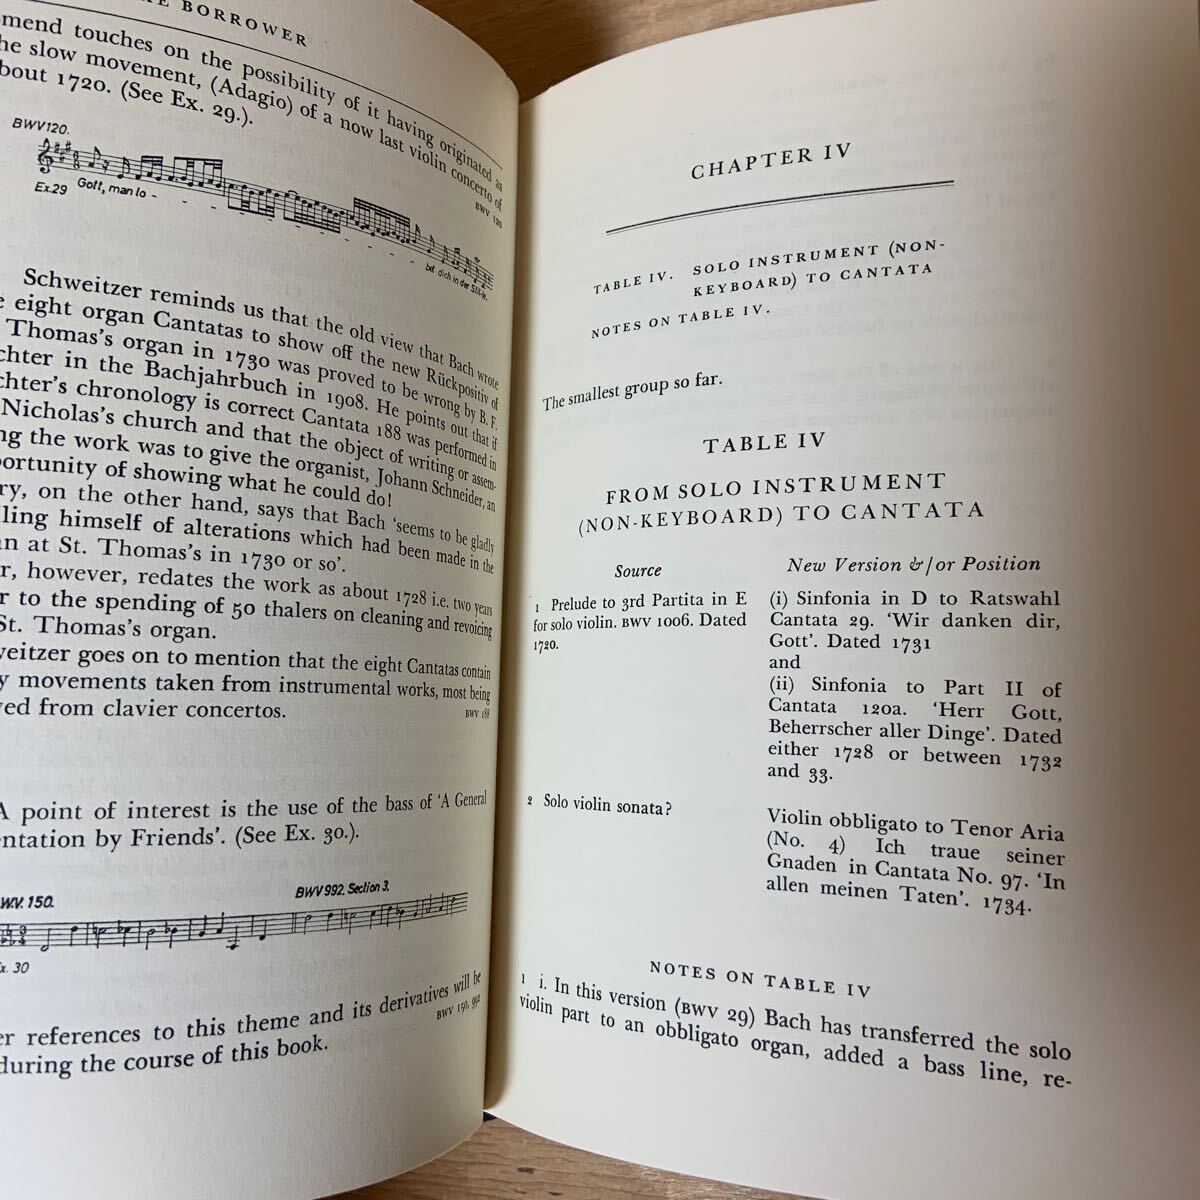 BORROWER
mend touches on the possibility of it having originated as
he slow movement, (Adagio) of a now last violin concerto of
bout 1720. (See Ex. 29.).
BWV 120
BWV120.
Ex.29 Gott, man lo -
bet dich in der Stil-le.
Schweitzer reminds us that the old view that Bach wrote
e eight organ Cantatas to show off the new Rückpositiv of
Thomas's organ in 1730 was proved to be wrong by B. F.
chter in the Bachjahrbuch in 1908. He points out that if
chter's chronology is correct Cantata 188 was performed in
Nicholas's church and that the object of writing or assem-
ng the work was to give the organist, Johann Schneider, an
portunity of showing what he could do!
ry, on the other hand, says that Bach 'seems to be gladly
ling himself of alterations which had been made in the
an at St. Thomas's in 1730 or so'.
r, however, redates the work as about 1728 i.e. two years
r to the spending of 50 thalers on cleaning and revoicing
St. Thomas's organ.
weitzer goes on to mention that the eight Cantatas contain
y movements taken from instrumental works, most being
ved from clavier concertos.
BWV 188
A point of interest is the use of the bass of 'A General
entation by Friends'. (See Ex. 30.).
W.V. 150.
BWV 992. Section 3.
x. 30
er references to this theme and its derivatives will be
during the course of this book.
BWV 150, 992
CHAPTER IV
TABLE IV. SOLO INSTRUMENT (NON-
KEYBOARD) TO CANTATA
NOTES ON TABLE IV.
The smallest group so far.
TABLE IV
FROM SOLO INSTRUMENT
(NON-KEYBOARD) TO CANTATA
Source
1 Prelude to 3rd Partita in E
for solo violin. BWV 1006. Dated
1720.
New Version &/or Position
(i) Sinfonia in D to Ratswahl
Cantata 29. 'Wir danken dir,
Gott'. Dated 1731
and
(ii) Sinfonia to Part II of
Cantata 120a. 'Herr Gott,
Beherrscher aller Dinge'. Dated
either 1728 or between 1732
and 33.
2 Solo violin sonata?
Violin obbligato to Tenor Aria
(No. 4) Ich traue seiner
Gnaden in Cantata No. 97. 'In
allen meinen Taten'. 1734.
NOTES ON TABLE IV
1 i. In this version (BWV 29) Bach has transferred the solo
violin part to an obbligato organ, added a bass line, re-